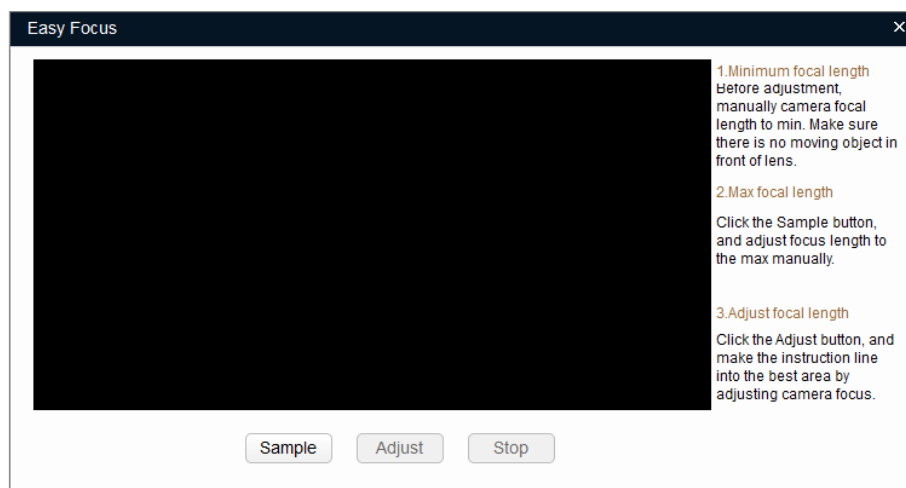 Easy Focus
1.Minimum focal length
Before adjustment,
manually camera focal
length to min. Make sure
there is no moving object in
front of lens.
2.Max focal length
Click the Sample button,
and adjust focus length to
the max manually.
3.Adjust focal length
Click the Adjust button, and
make the instruction line
into the best area by
adjusting camera focus.
Sample Adjust Stop